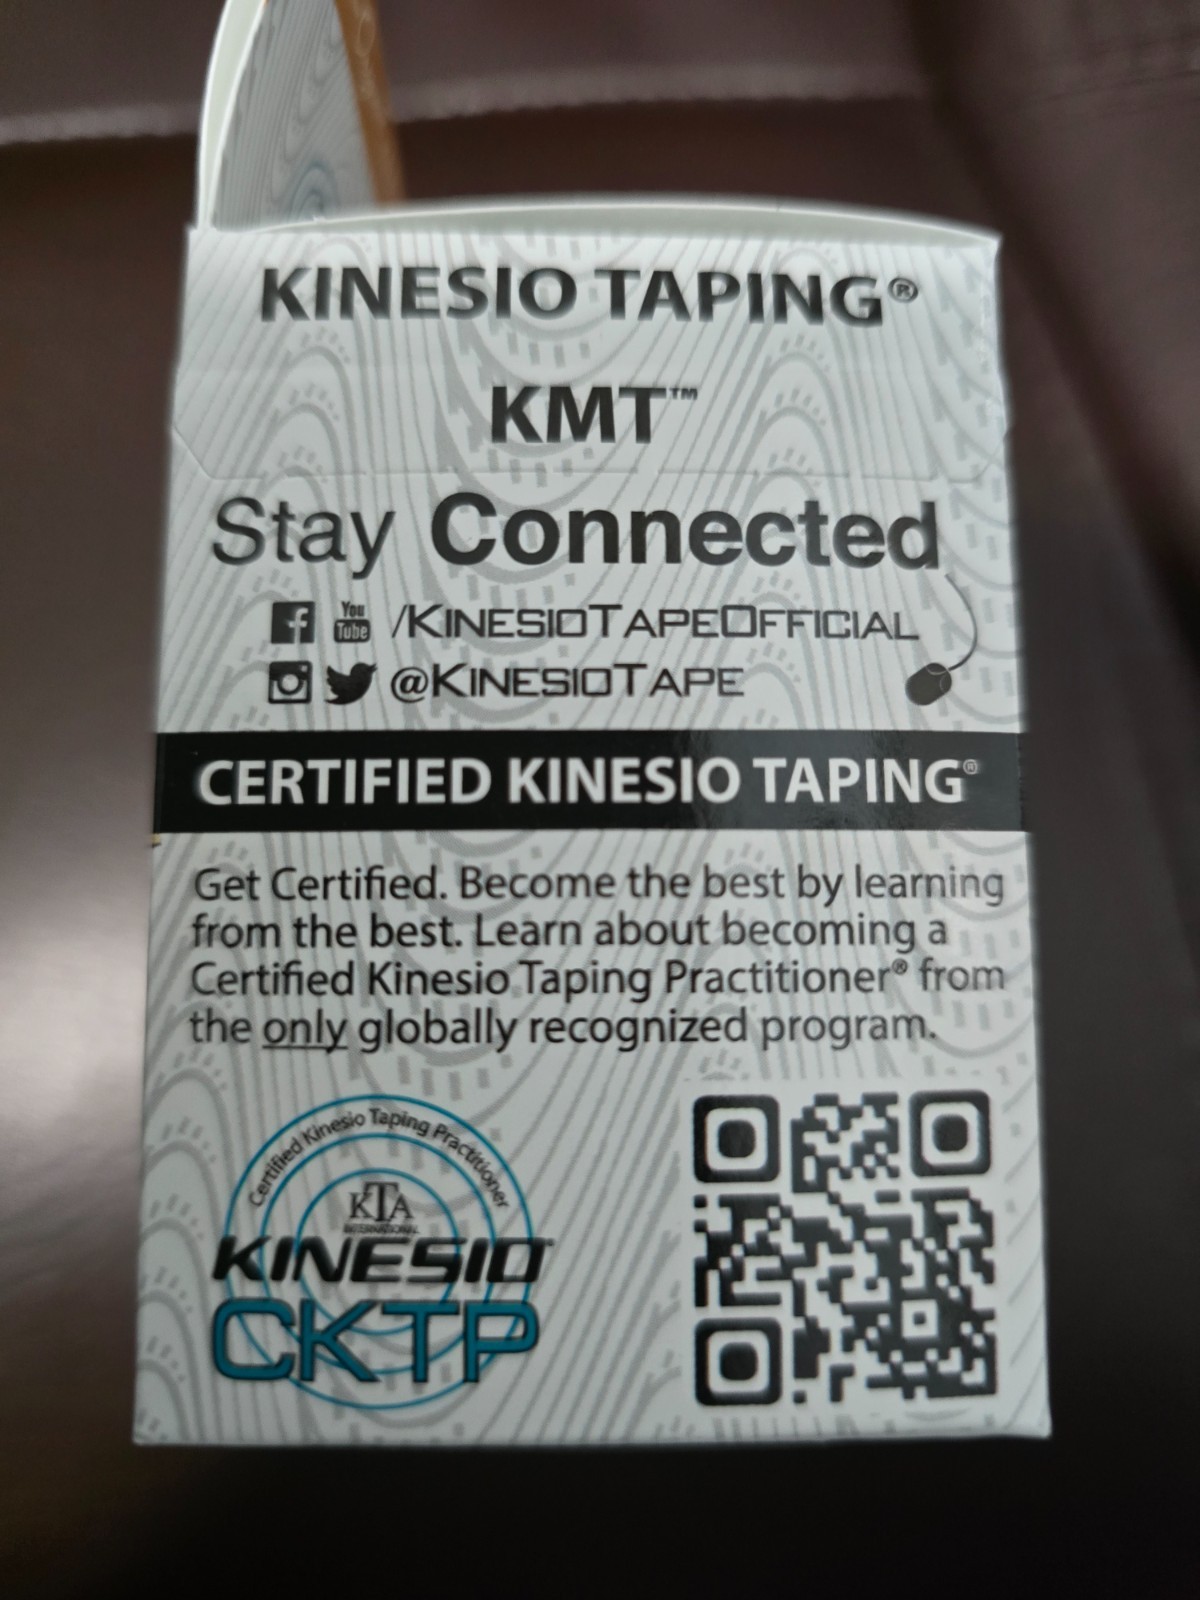 KINESIO TAPING®
KMT™
Stay Connected
You Tube /KINESIOTAPEOFFICIAL
@KINESIOTAPE
CERTIFIED KINESIO TAPING®
Get Certified. Become the best by learning
from the best. Learn about becoming a
Certified Kinesio Taping Practitioner® from
the only globally recognized program.
Certified Kinesio Taping Practitioner
KTA
INTERNATIONAL
KINESIO
CKTP